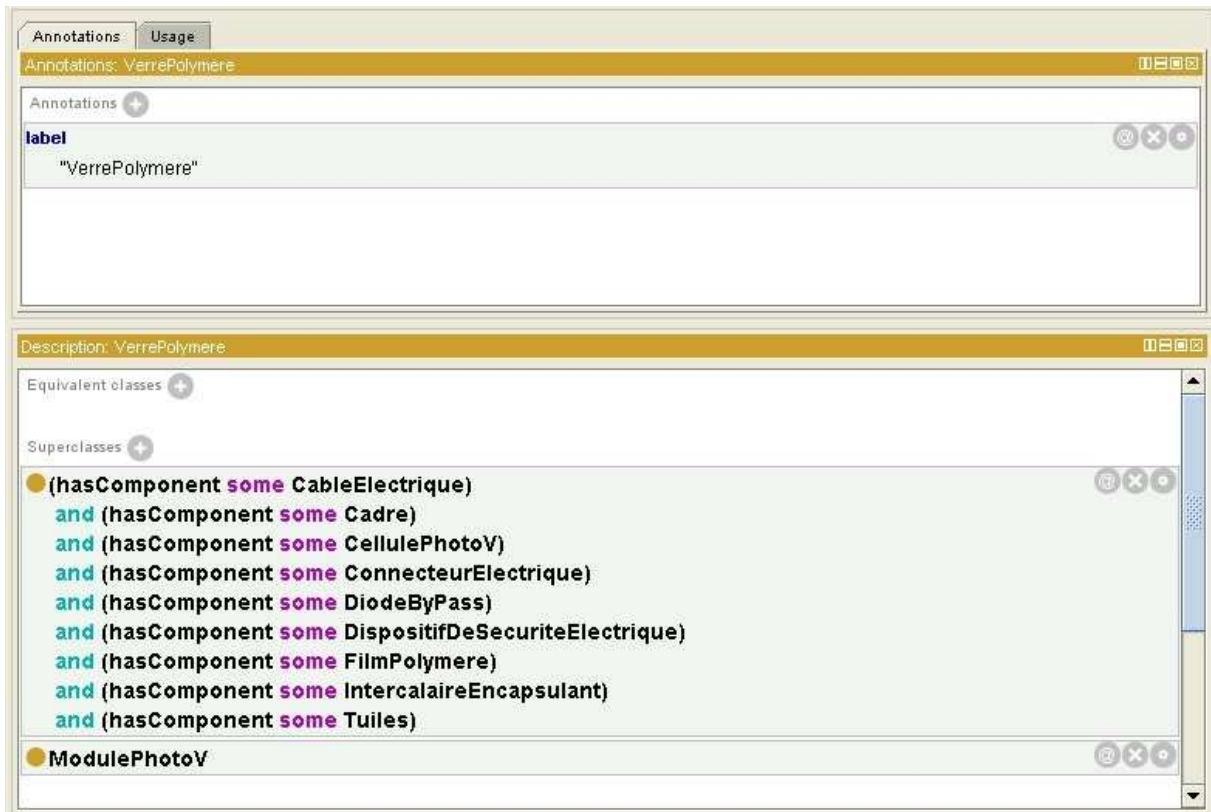 Annotations Usage
Annotations: VerrePolymere
Annotations
label
"VerrePolymere"
Description: VerrePolymere
Equivalent classes
Superclasses
(hasComponent some CableElectrique)
and (hasComponent some Cadre)
and (hasComponent some CellulePhotoV)
and (hasComponent some ConnecteurElectrique)
and (hasComponent some DiodeByPass)
and (hasComponent some DispositifDeSecuriteElectrique)
and (hasComponent some FilmPolymere)
and (hasComponent some IntercalaireEncapsulant)
and (hasComponent some Tuiles)
ModulePhotoV